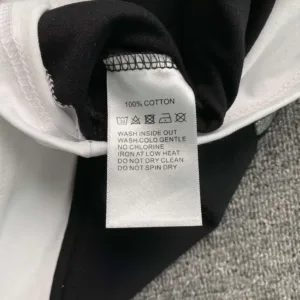 100% COTTON
WASH INSIDE OUT
WASH COLD GENTLE
NO CHLORINE
IRON AT LOW HEAT
DO NOT DRY CLEAN
DO NOT SPIN DRY